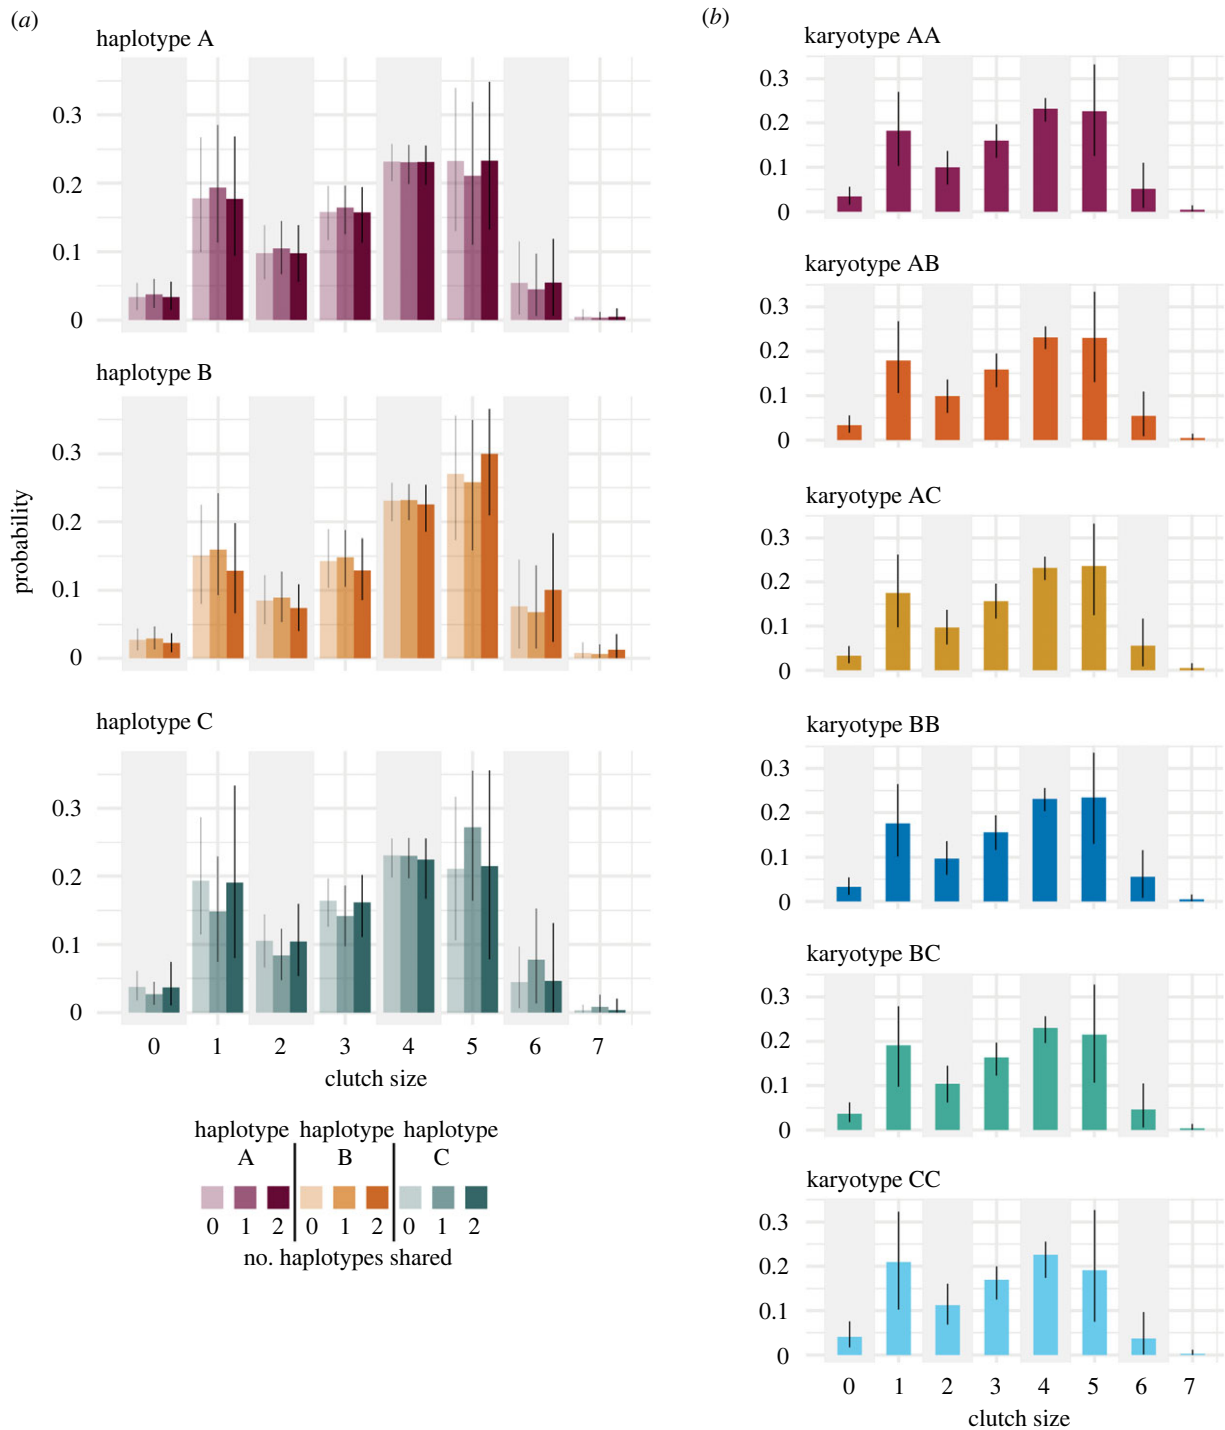 (a)
haplotype A
0.3
0.2
0.1
0
haplotype B
0.3
0.2
0.1
0
probability
haplotype C
0.3
0.2
0.1
0
0 1 2 3 4 5 6 7
clutch size
haplotype haplotype haplotype
A B C
0 1 2 0 1 2 0 1 2
no. haplotypes shared
(b)
karyotype AA
0.3
0.2
0.1
0
karyotype AB
0.3
0.2
0.1
0
karyotype AC
0.3
0.2
0.1
0
karyotype BB
0.3
0.2
0.1
0
karyotype BC
0.3
0.2
0.1
0
karyotype CC
0.3
0.2
0.1
0
0 1 2 3 4 5 6 7
clutch size